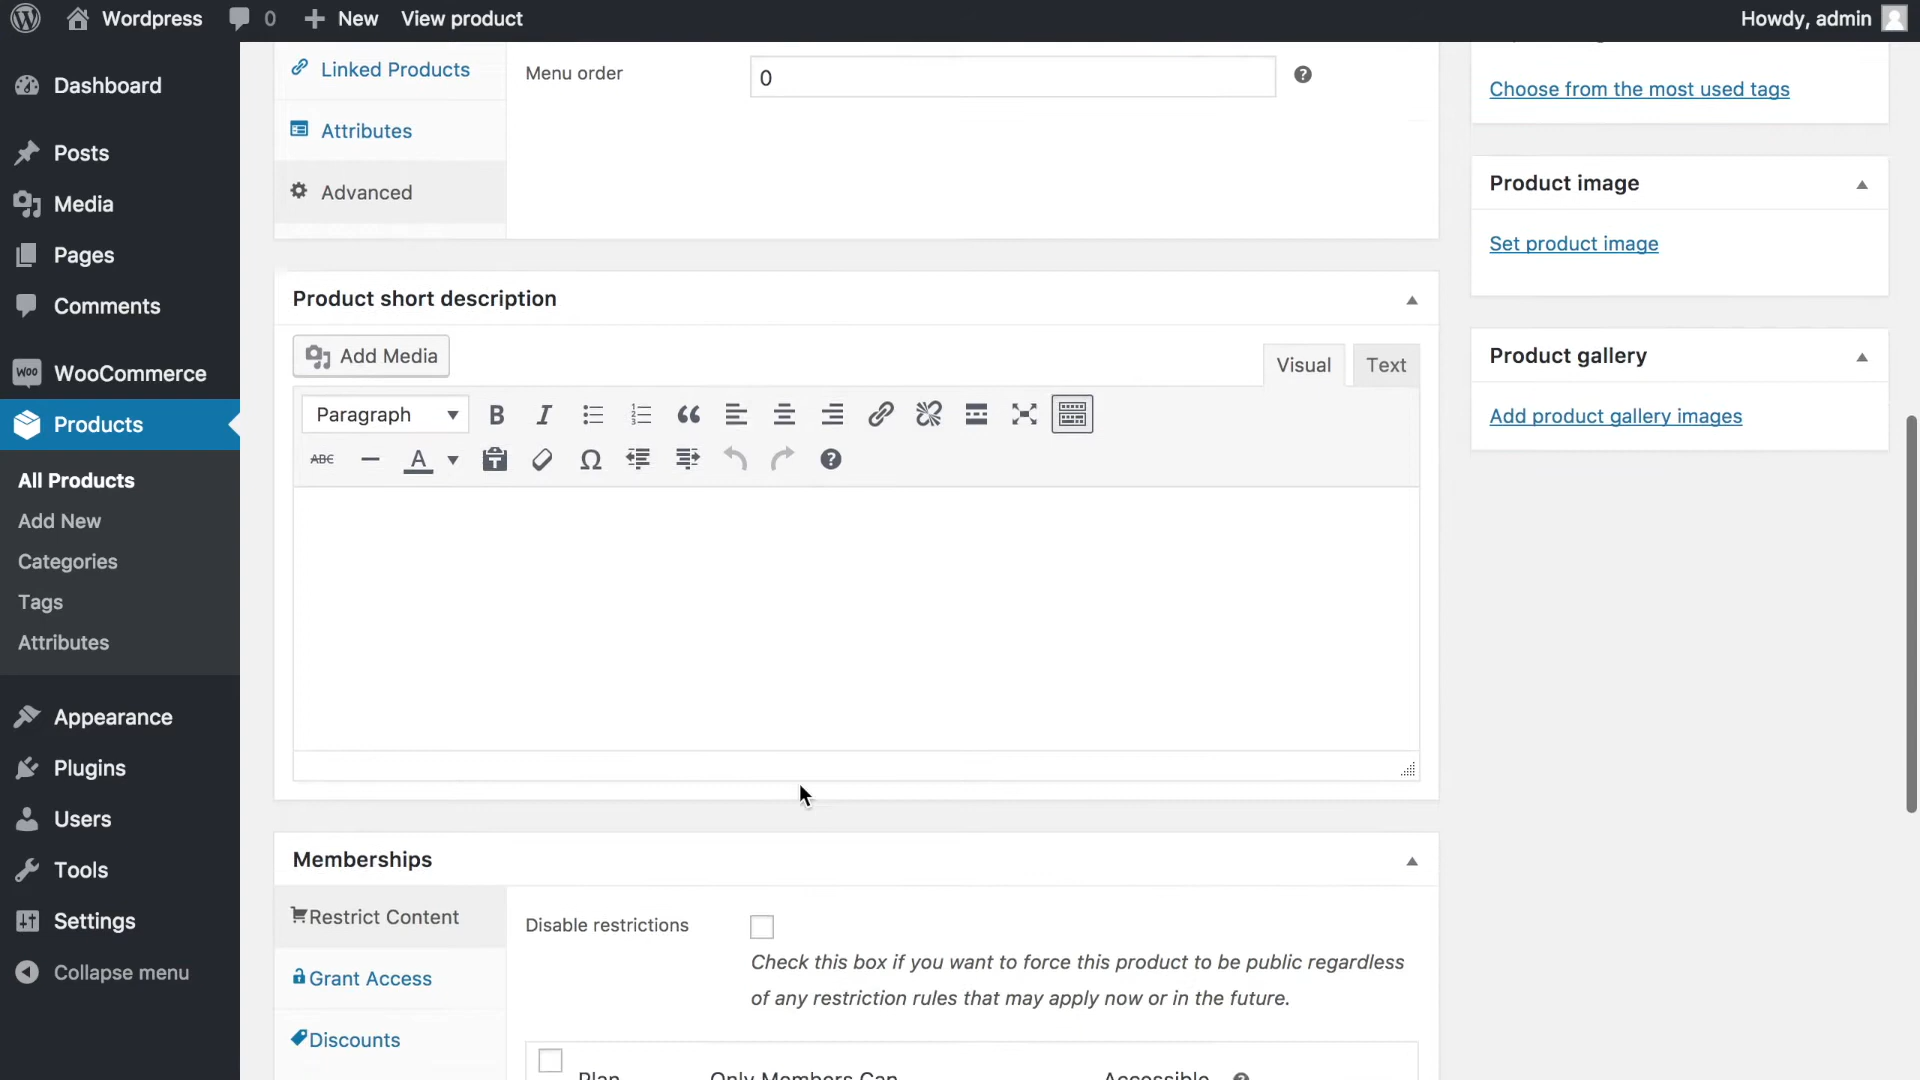 Wordpress
0
New
View product
Howdy, admin
Dashboard
Posts
Media
Pages
Comments
WOO
WooCommerce
Products
All Products
Add New
Categories
Tags
Attributes
Appearance
Plugins
Users
Tools
Settings
Collapse menu
Linked Products
Attributes
Advanced
Menu order
0
?
Product short description
Add Media
Visual
Text
Paragraph
B
I
ABC
A
T
Ω
?
Memberships
Restrict Content
Grant Access
Discounts
Disable restrictions
Check this box if you want to force this product to be public regardless
of any restriction rules that may apply now or in the future.
Plan
Only Members Can
Accessible
?
Choose from the most used tags
Product image
Set product image
Product gallery
Add product gallery images